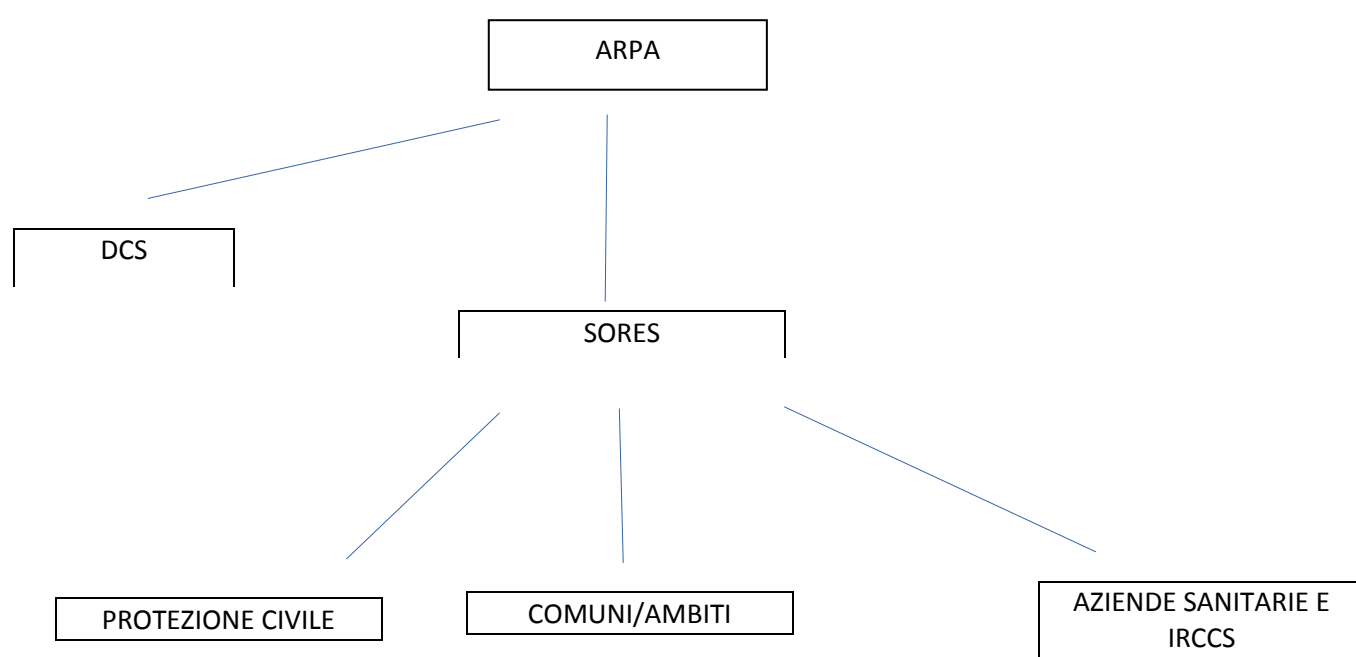 ARPA
DCS
SORES
PROTEZIONE CIVILE
COMUNI/AMBITI
AZIENDE SANITARIE E
IRCCS